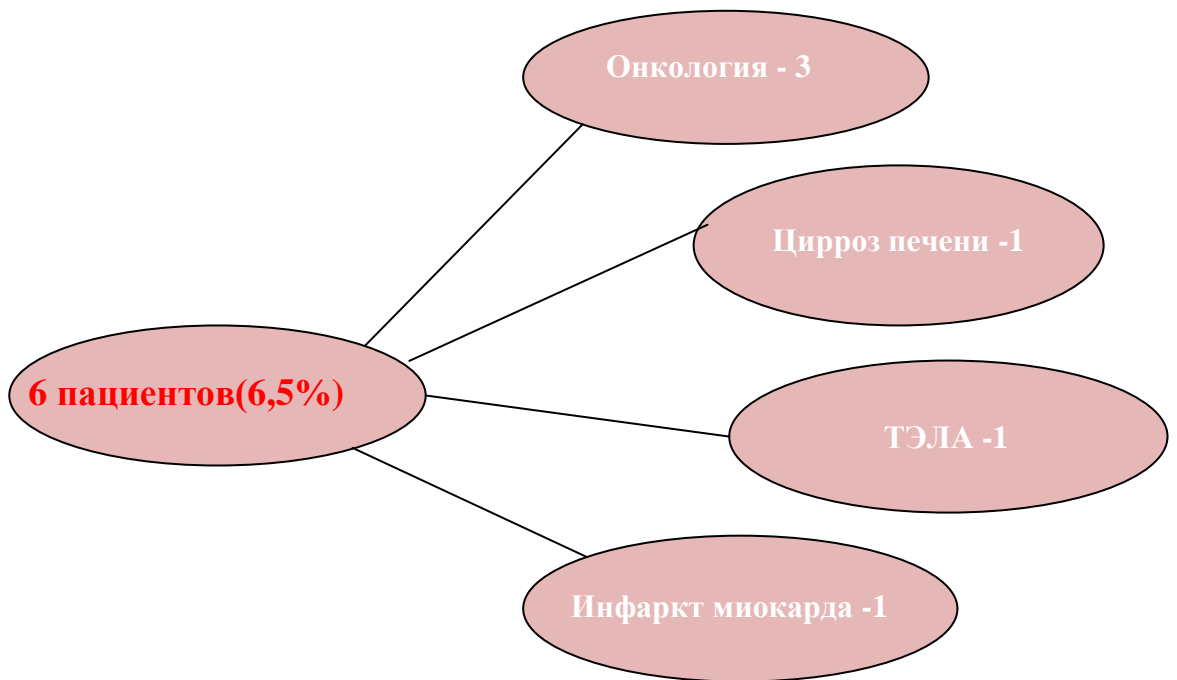 Онкология - 3
Цирроз печени -1
6 пациентов(6,5%)
ТЭЛА -1
Инфаркт миокарда -1